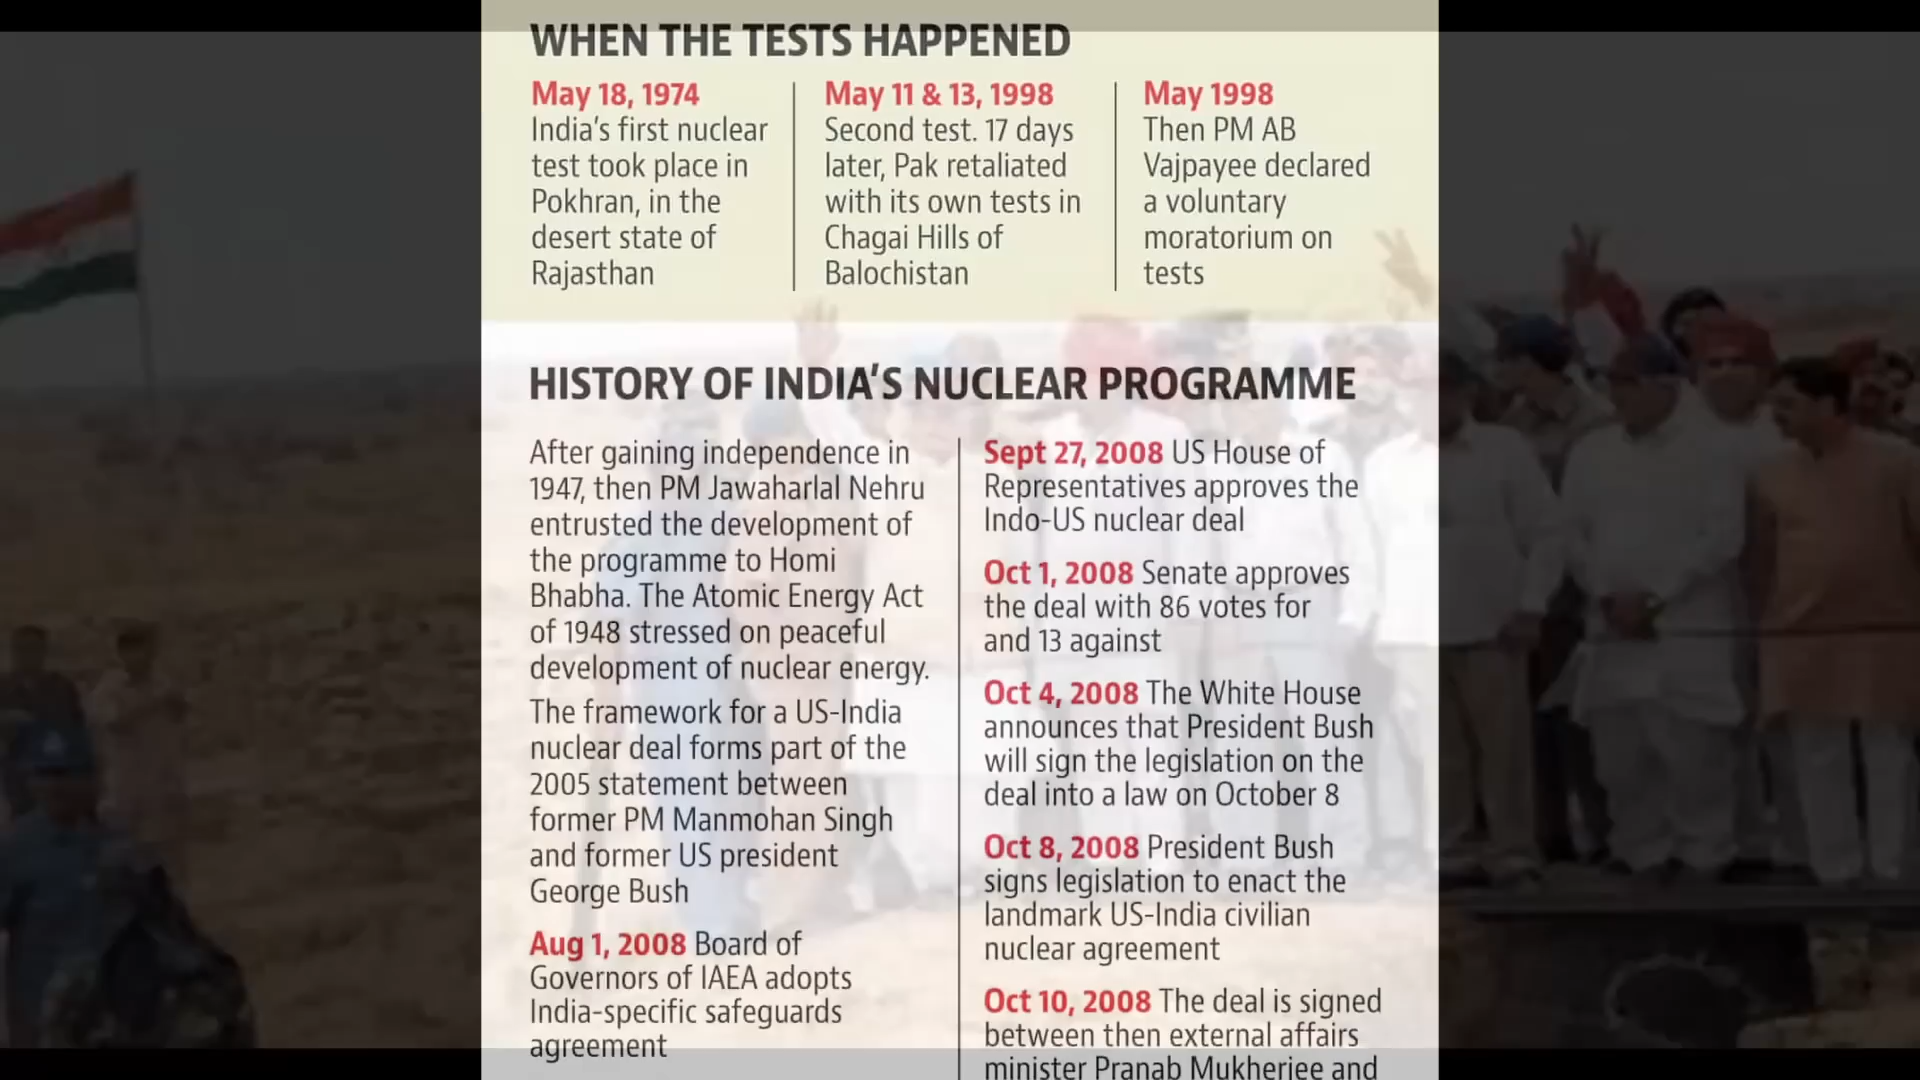 WHEN THE TESTS HAPPENED
May 18, 1974
India's first nuclear
test took place in
Pokhran, in the
desert state of
Rajasthan
May 11 & 13, 1998
Second test. 17 days
later, Pak retaliated
with its own tests in
Chagai Hills of
Balochistan
May 1998
Then PM AB
Vajpayee declared
a voluntary
moratorium on
tests
HISTORY OF INDIA'S NUCLEAR PROGRAMME
After gaining independence in
1947, then PM Jawaharlal Nehru
entrusted the development of
the programme to Homi
Bhabha. The Atomic Energy Act
of 1948 stressed on peaceful
development of nuclear energy.
The framework for a US-India
nuclear deal forms part of the
2005 statement between
former PM Manmohan Singh
and former US president
George Bush
Aug 1, 2008 Board of
Governors of IAEA adopts
India-specific safeguards
agreement
Sept 27, 2008 US House of
Representatives approves the
Indo-US nuclear deal
Oct 1, 2008 Senate approves
the deal with 86 votes for
and 13 against
Oct 4, 2008 The White House
announces that President Bush
will sign the legislation on the
deal into a law on October 8
Oct 8, 2008 President Bush
signs legislation to enact the
landmark US-India civilian
nuclear agreement
Oct 10, 2008 The deal is signed
between then external affairs
minister Pranab Mukherjee and